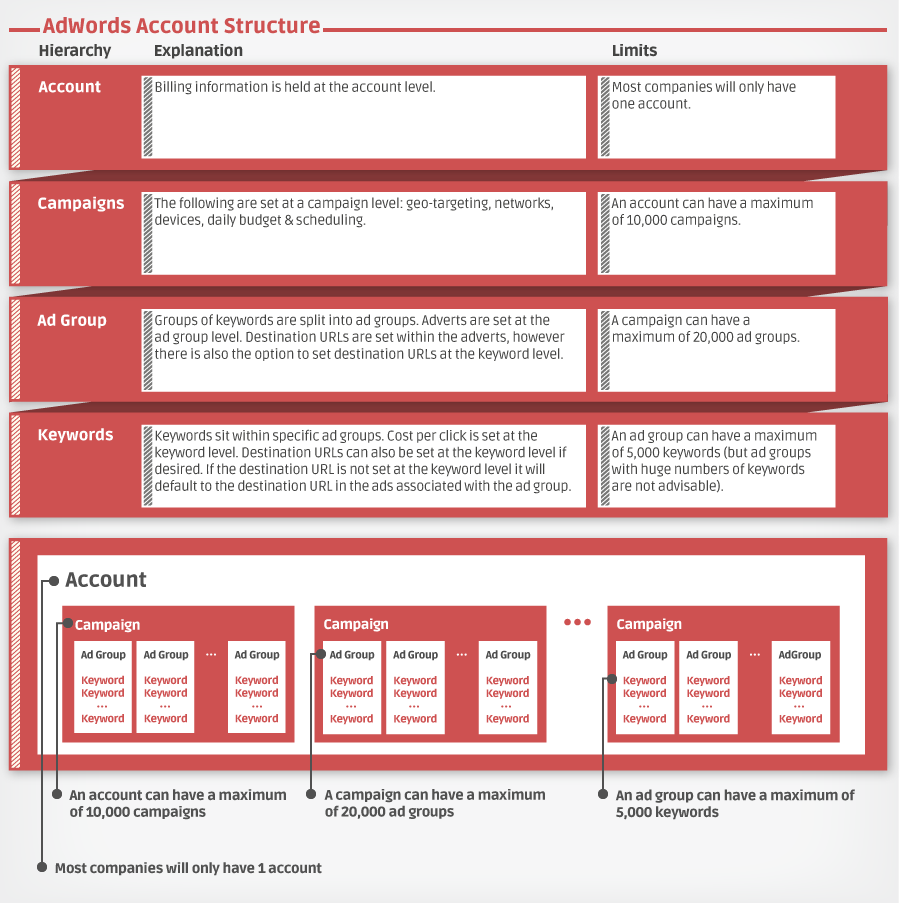 AdWords Account Structure
Hierarchy Explanation Limits
Account
Billing information is held at the account level.
Most companies will only have
one account.
Campaigns
The following are set at a campaign level: geo-targeting, networks,
devices, daily budget & scheduling.
An account can have a maximum
of 10,000 campaigns.
Ad Group
Groups of keywords are split into ad groups. Adverts are set at the
ad group level. Destination URLs are set within the adverts, however
there is also the option to set destination URLs at the keyword level.
A campaign can have a
maximum of 20,000 ad groups.
Keywords
Keywords sit within specific ad groups. Cost per click is set at the
keyword level. Destination URLs can also be set at the keyword level if
desired. If the destination URL is not set at the keyword level it will
default to the destination URL in the ads associated with the ad group.
An ad group can have a maximum
of 5,000 keywords (but ad groups
with huge numbers of keywords
are not advisable).
Account
Campaign
Ad Group Ad Group ... Ad Group
Keyword Keyword Keyword
Keyword Keyword Keyword
... ... ...
Keyword Keyword Keyword
Campaign
Ad Group Ad Group ... Ad Group
Keyword Keyword Keyword
Keyword Keyword Keyword
... ... ...
Keyword Keyword Keyword
...
Campaign
Ad Group Ad Group ... AdGroup
Keyword Keyword Keyword
Keyword Keyword Keyword
... ... ...
Keyword Keyword Keyword
An account can have a maximum
of 10,000 campaigns
A campaign can have a maximum
of 20,000 ad groups
An ad group can have a maximum of
5,000 keywords
Most companies will only have 1 account